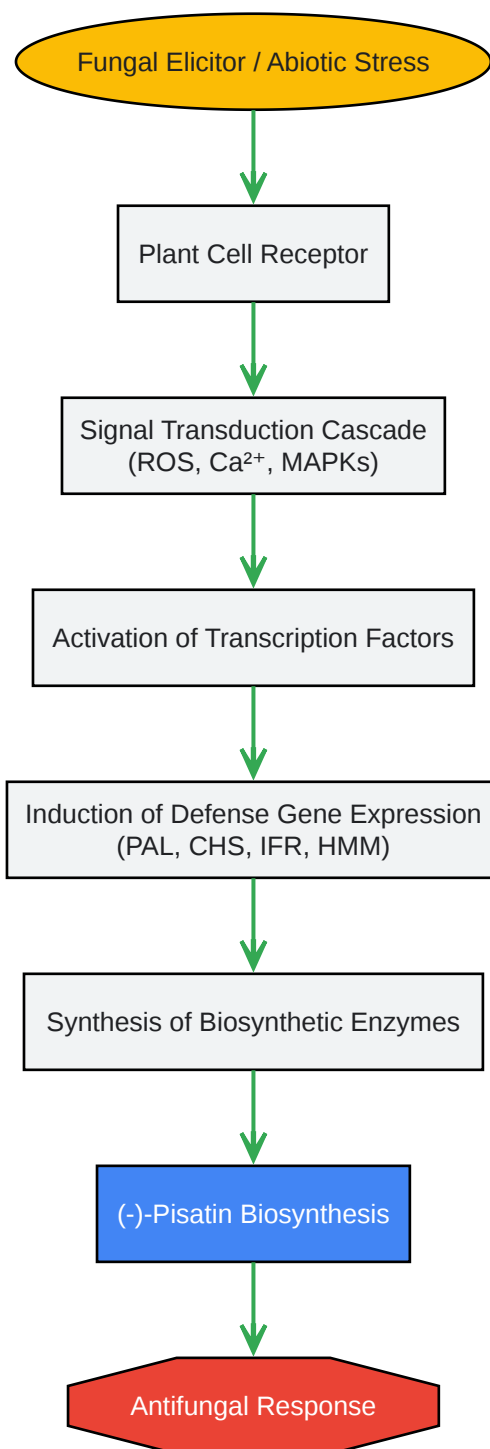 Fungal Elicitor / Abiotic Stress
Plant Cell Receptor
Signal Transduction Cascade
(ROS, Ca²⁺, MAPKs)
Activation of Transcription Factors
Induction of Defense Gene Expression
(PAL, CHS, IFR, HMM)
Synthesis of Biosynthetic Enzymes
(-)-Pisatin Biosynthesis
Antifungal Response